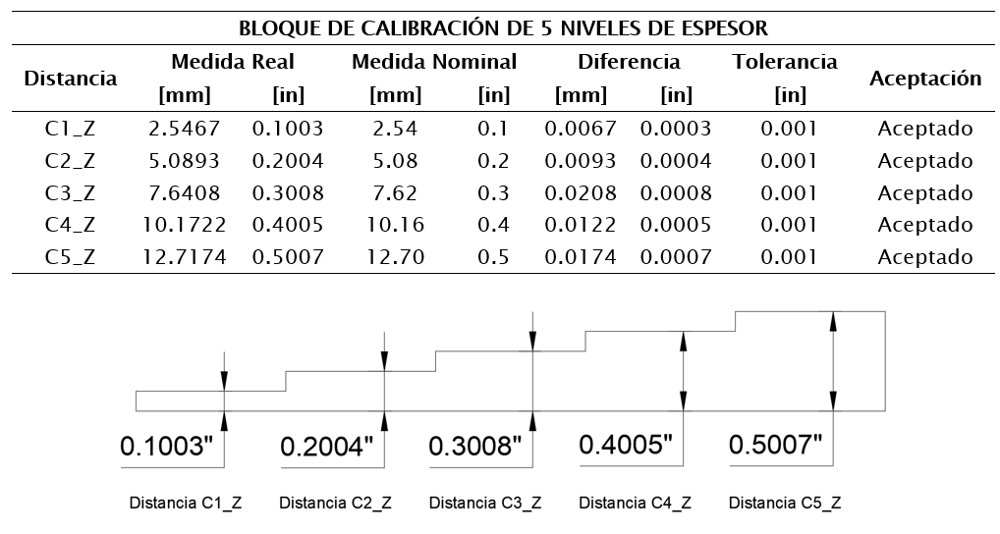 BLOQUE DE CALIBRACIÓN DE 5 NIVELES DE ESPESOR
Distancia Medida Real Medida Nominal Diferencia Tolerancia Aceptación
[mm] [in] [mm] [in] [mm] [in] [in]
C1_Z 2.5467 0.1003 2.54 0.1 0.0067 0.0003 0.001 Aceptado
C2_Z 5.0893 0.2004 5.08 0.2 0.0093 0.0004 0.001 Aceptado
C3_Z 7.6408 0.3008 7.62 0.3 0.0208 0.0008 0.001 Aceptado
C4_Z 10.1722 0.4005 10.16 0.4 0.0122 0.0005 0.001 Aceptado
C5_Z 12.7174 0.5007 12.70 0.5 0.0174 0.0007 0.001 Aceptado
0.1003" 0.2004" 0.3008" 0.4005" 0.5007"
Distancia C1_Z Distancia C2_Z Distancia C3_Z Distancia C4_Z Distancia C5_Z